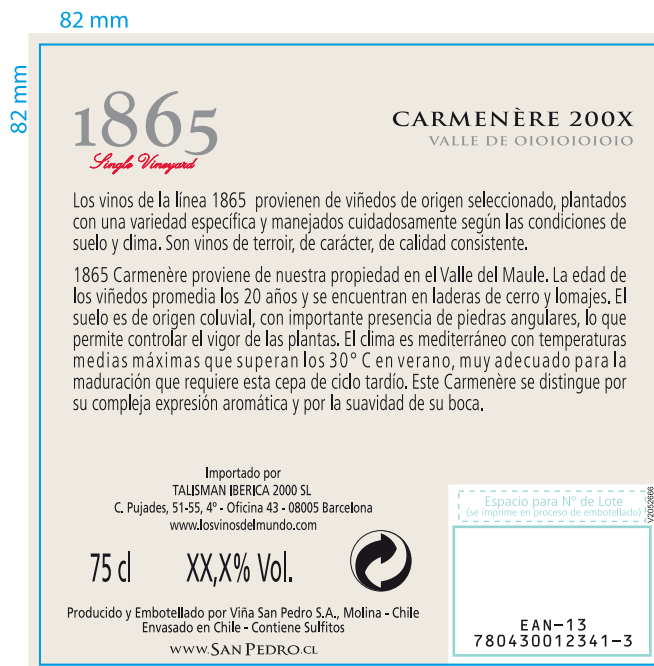 82 mm
82 mm
1865
Single Vineyard
CARMENÈRE 200X
VALLE DE OIOIOIOIOIO
Los vinos de la línea 1865 provienen de viñedos de origen seleccionado, plantados
con una variedad específica y manejados cuidadosamente según las condiciones de
suelo y clima. Son vinos de terroir, de carácter, de calidad consistente.
1865 Carmenère proviene de nuestra propiedad en el Valle del Maule. La edad de
los viñedos promedia los 20 años y se encuentran en laderas de cerro y lomajes. El
suelo es de origen coluvial, con importante presencia de piedras angulares, lo que
permite controlar el vigor de las plantas. El clima es mediterráneo con temperaturas
medias máximas que superan los 30° C en verano, muy adecuado para la
maduración que requiere esta cepa de ciclo tardío. Este Carmenère se distingue por
su compleja expresión aromática y por la suavidad de su boca.
Importado por
TALISMAN IBERICA 2000 SL
C. Pujades, 51-55, 4º - Oficina 43 - 08005 Barcelona
www.losvinosdelmundo.com
75 cl XX,X% Vol.
Producido y Embotellado por Viña San Pedro S.A., Molina - Chile
Envasado en Chile - Contiene Sulfitos
WWW.SAN PEDRO.CL
Espacio para Nº de Lote
(se imprime en proceso de embotellado)
V2052666
EAN-13
780430012341-3